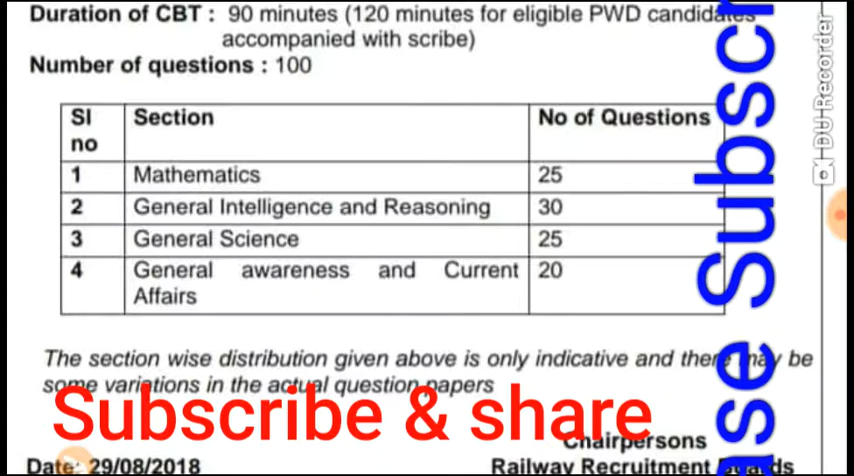 Duration of CBT : 90 minutes (120 minutes for eligible PWD candidates
accompanied with scribe)
Number of questions : 100
Sl no Section No of Questions
1 Mathematics 25
2 General Intelligence and Reasoning 30
3 General Science 25
4 General awareness and Current Affairs 20
The section wise distribution given above is only indicative and there may be
some variations in the actual question papers
Subscribe & share
Chairpersons
Date: 29/08/2018 Railway Recruitment Boards
ase Subscr
DU Recorder